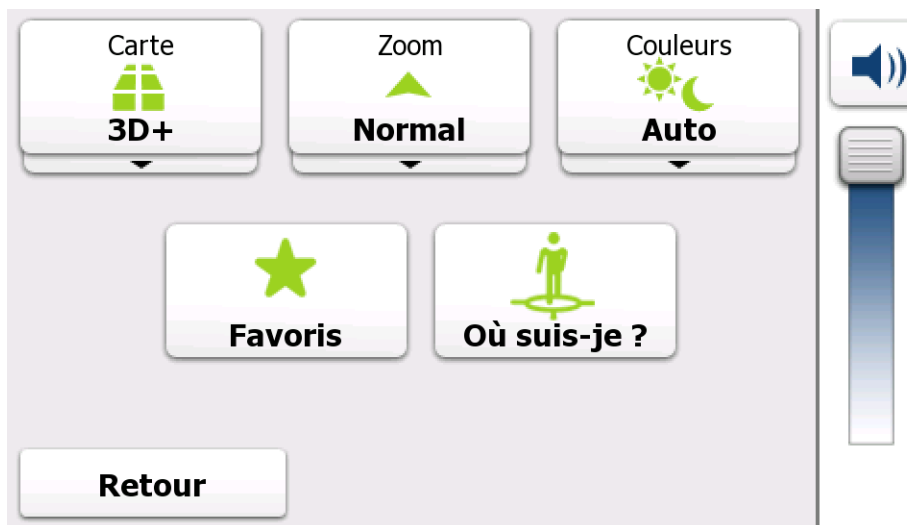 Carte
3D+
Zoom
Normal
Couleurs
Auto
Favoris
Où suis-je ?
Retour